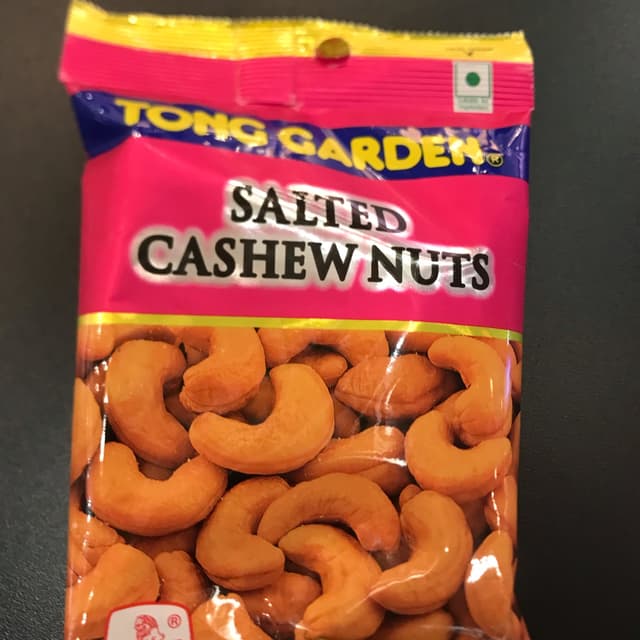 TONG GARDEN®
SALTED
CASHEW NUTS
®